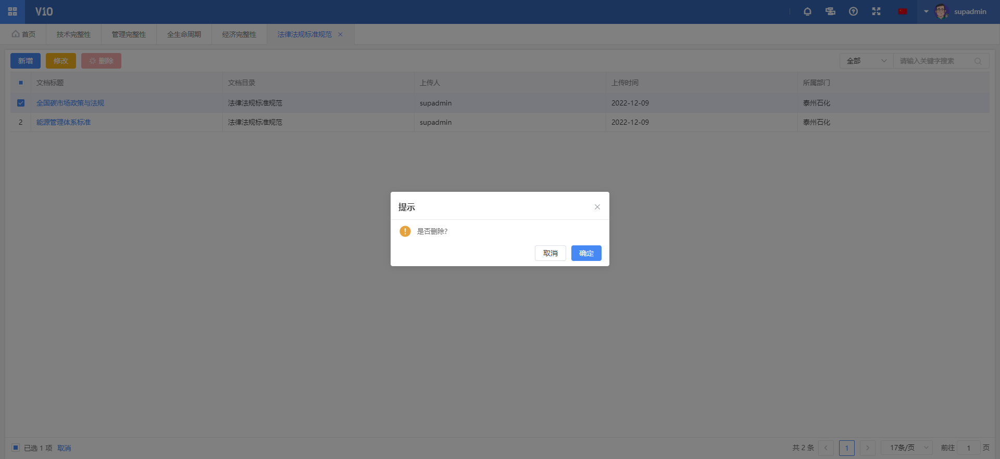 V10
supadmin
首页 技术完整性 管理完整性 全生命周期 经济完整性 法律法规标准规范
新增 修改 删除 全部 请输入关键字搜索
文档标题 文档目录 上传人 上传时间 所属部门
全国碳市场政策与法规 法律法规标准规范 supadmin 2022-12-09 泰州石化
2 能源管理体系标准 法律法规标准规范 supadmin 2022-12-09 泰州石化
提示
是否删除?
取消 确定
已选 1 项 取消 共 2 条 1 17条/页 前往 1 页